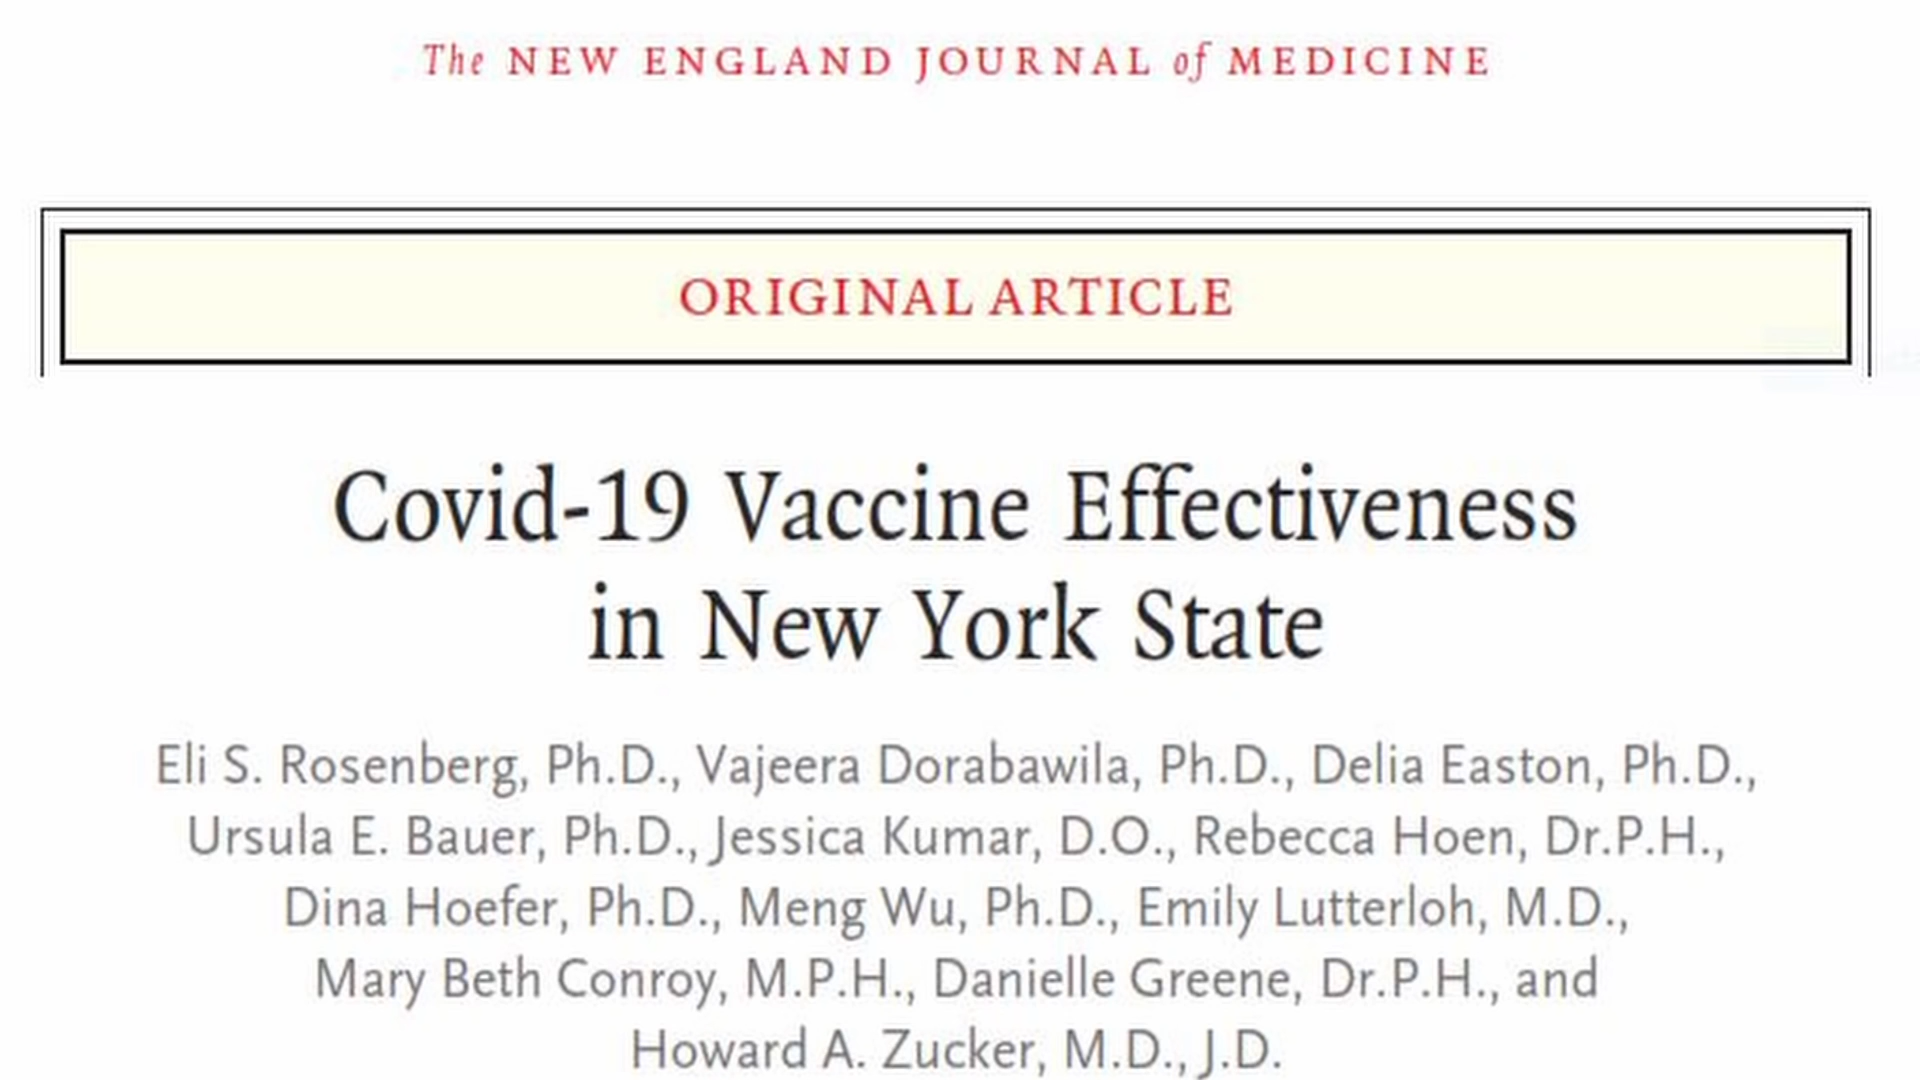 The NEW ENGLAND JOURNAL of MEDICINE
ORIGINAL ARTICLE
Covid-19 Vaccine Effectiveness
in New York State
Eli S. Rosenberg, Ph.D., Vajeera Dorabawila, Ph.D., Delia Easton, Ph.D.,
Ursula E. Bauer, Ph.D., Jessica Kumar, D.O., Rebecca Hoen, Dr.P.H.,
Dina Hoefer, Ph.D., Meng Wu, Ph.D., Emily Lutterloh, M.D.,
Mary Beth Conroy, M.P.H., Danielle Greene, Dr.P.H., and
Howard A. Zucker, M.D., J.D.